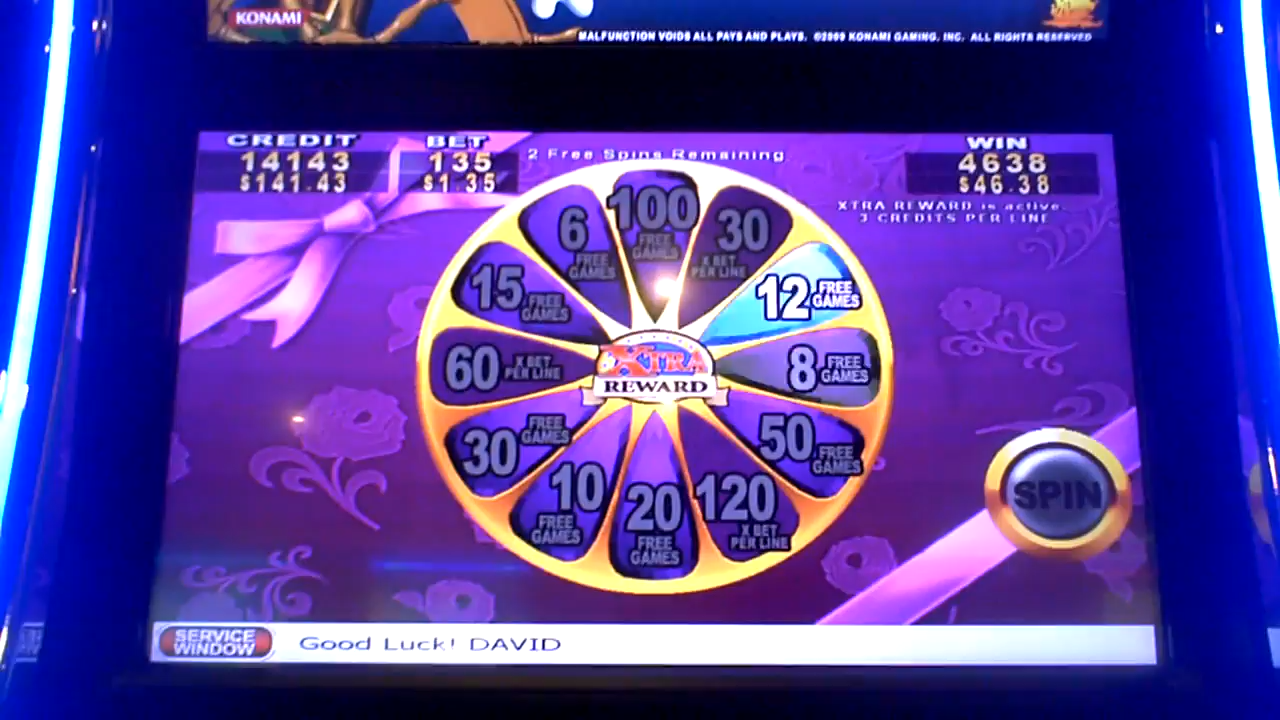 KONAMI
MALFUNCTION VOIDS ALL PAYS AND PLAYS. ©2009 KONAMI GAMING, INC. ALL RIGHTS RESERVED
CREDIT
14143
$141.43
BET
135
$1.35
2 Free Spins Remaining
WIN
4638
$46.38
XTRA REWARD is active.
3 CREDITS PER LINE
100
FREE
GAMES
30
X BET
PER LINE
12
FREE
GAMES
8
FREE
GAMES
50
FREE
GAMES
120
X BET
PER LINE
20
FREE
GAMES
10
FREE
GAMES
30
FREE
GAMES
60
X BET
PER LINE
15
FREE
GAMES
6
FREE
GAMES
XTRA
REWARD
SPIN
SERVICE
WINDOW
Good Luck! DAVID